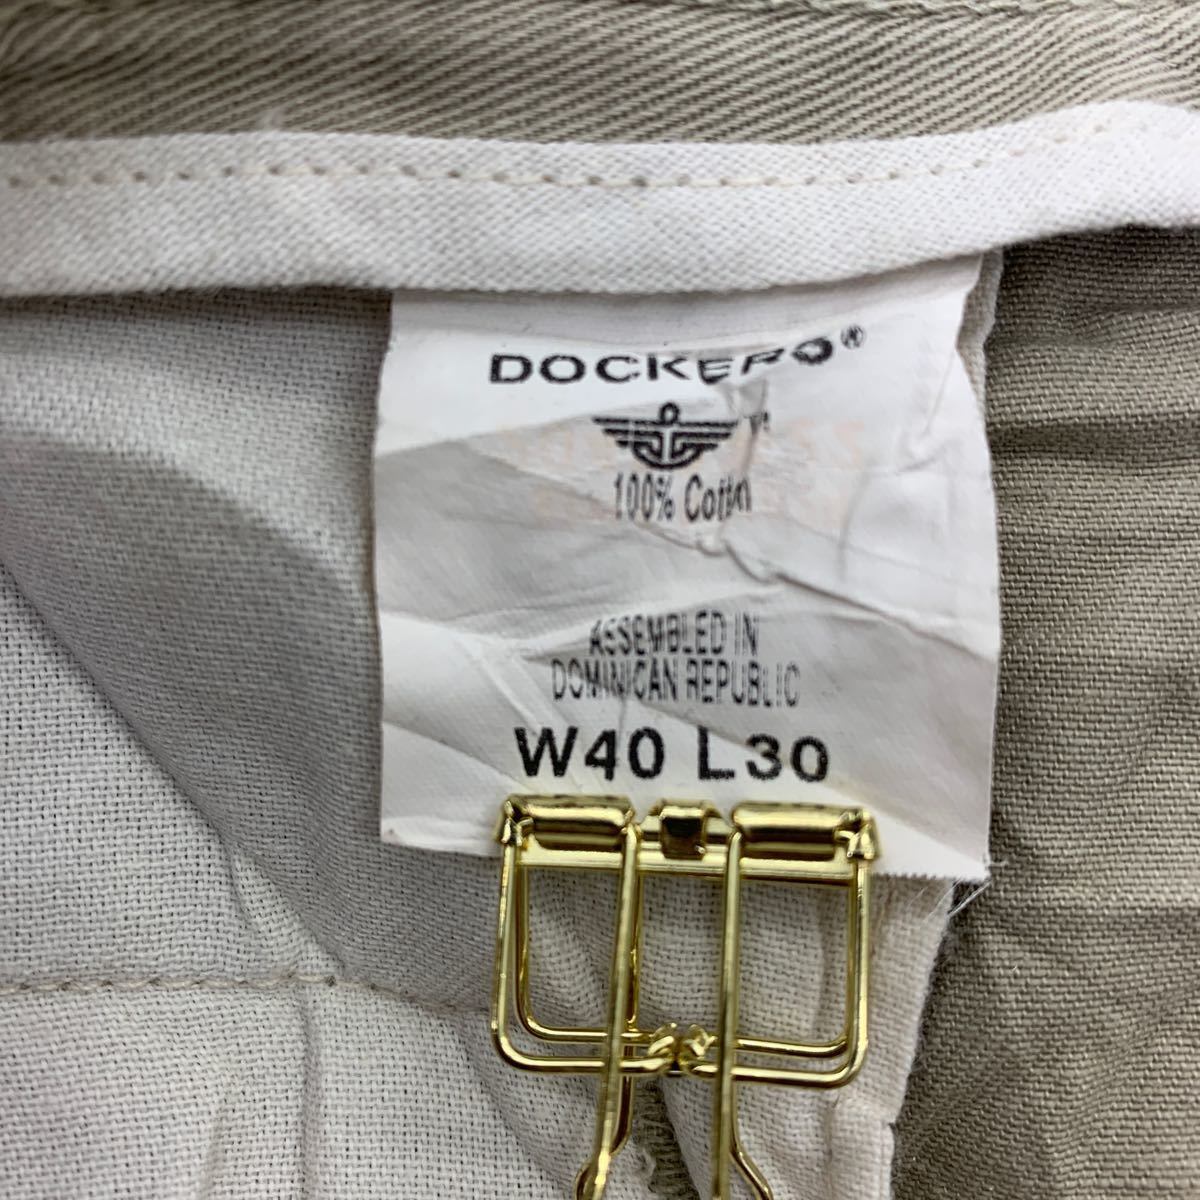 DOCKERS®
100% Cotton
ASSEMBLED IN
DOMINICAN REPUBLIC
W40 L30